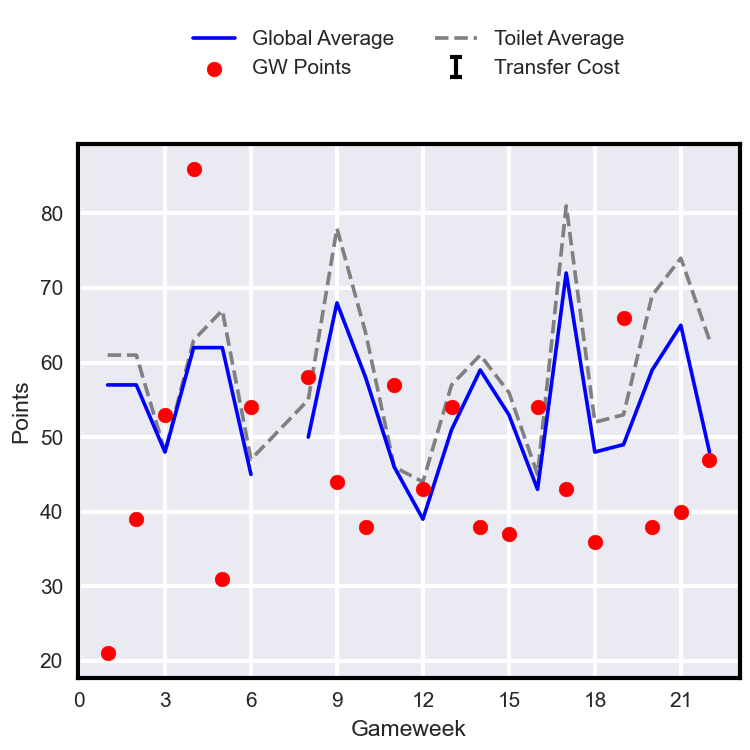 Global Average
GW Points
Toilet Average
Transfer Cost
Points
80
70
60
50
40
30
20
0 3 6 9 12 15 18 21
Gameweek